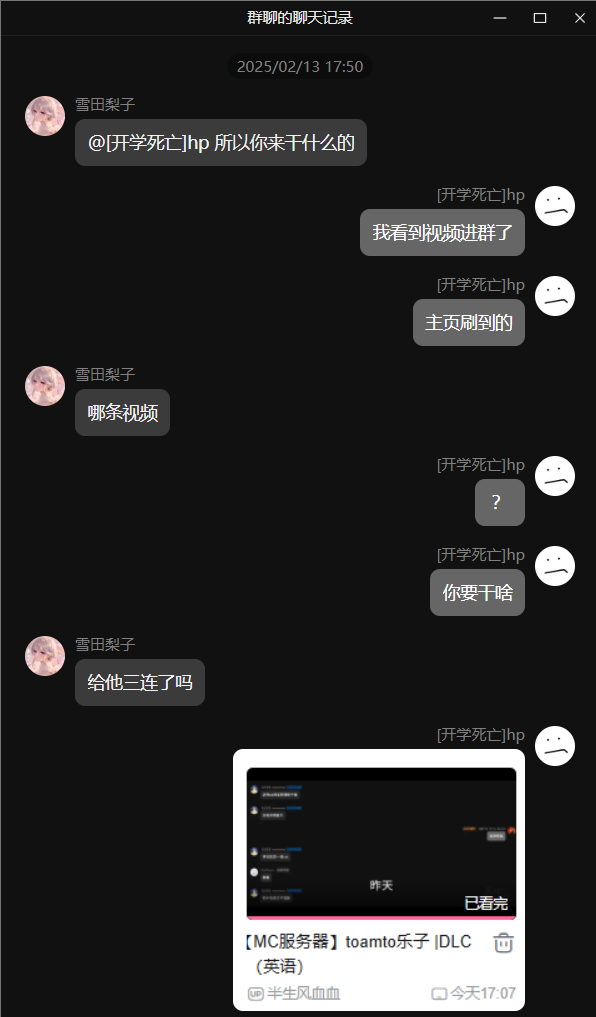 群聊的聊天记录
2025/02/13 17:50
雪田梨子
@[开学死亡]hp 所以你来干什么的
[开学死亡]hp
我看到视频进群了
[开学死亡]hp
主页刷到的
雪田梨子
哪条视频
[开学死亡]hp
？
[开学死亡]hp
你要干啥
雪田梨子
给他三连了吗
[开学死亡]hp
昨天
已看完
【MC服务器】toamto乐子 |DLC
（英语）
UP 半生风血血
今天17:07